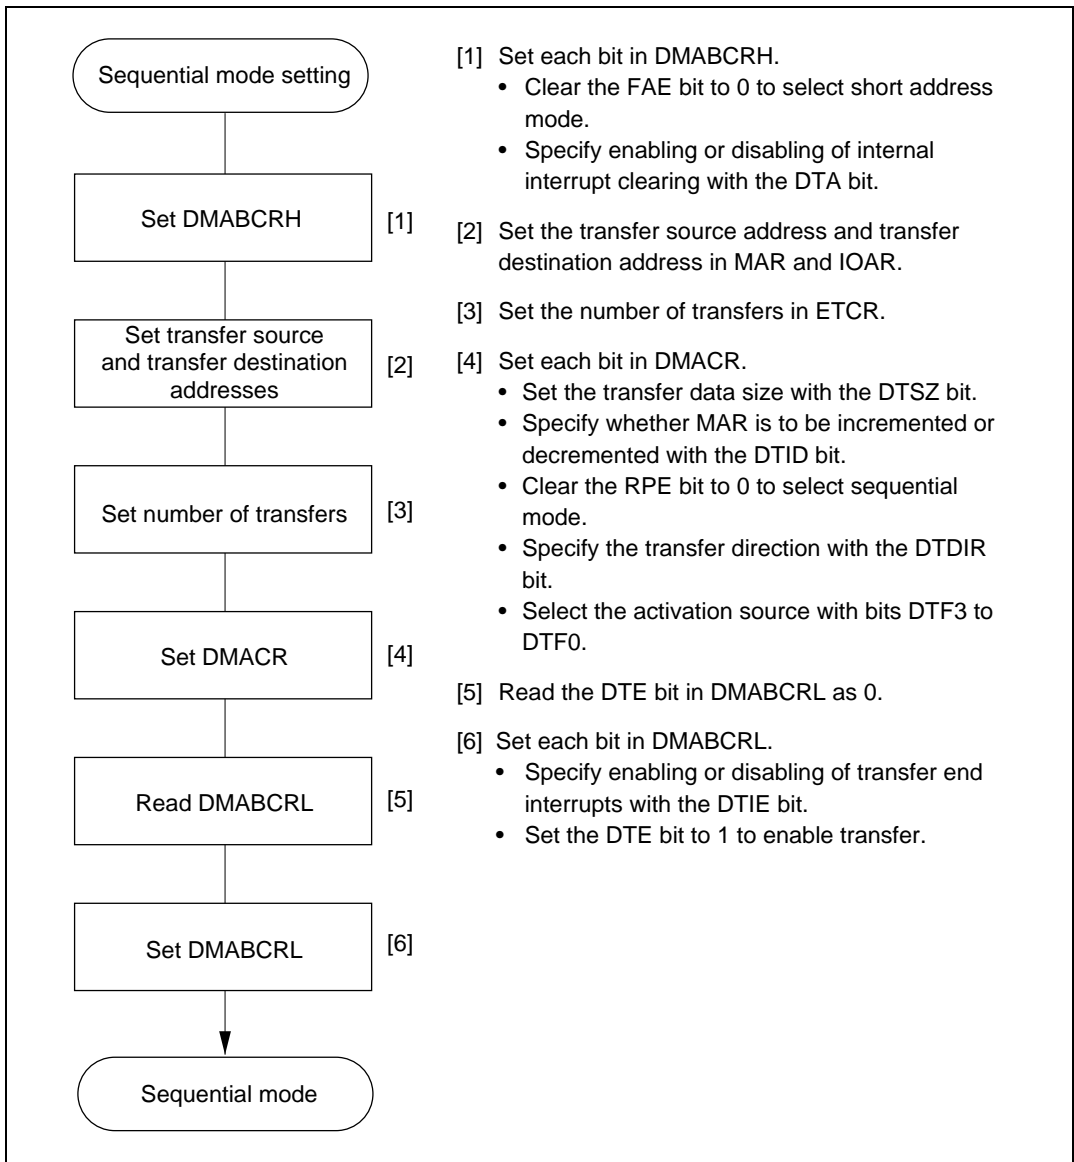 Sequential mode setting
Set DMABCRH
[1]
Set transfer source
and transfer destination
addresses
[2]
Set number of transfers
[3]
Set DMACR
[4]
Read DMABCRL
[5]
Set DMABCRL
[6]
Sequential mode
[1] Set each bit in DMABCRH.
• Clear the FAE bit to 0 to select short address
mode.
• Specify enabling or disabling of internal
interrupt clearing with the DTA bit.
[2] Set the transfer source address and transfer
destination address in MAR and IOAR.
[3] Set the number of transfers in ETCR.
[4] Set each bit in DMACR.
• Set the transfer data size with the DTSZ bit.
• Specify whether MAR is to be incremented or
decremented with the DTID bit.
• Clear the RPE bit to 0 to select sequential
mode.
• Specify the transfer direction with the DTDIR
bit.
• Select the activation source with bits DTF3 to
DTF0.
[5] Read the DTE bit in DMABCRL as 0.
[6] Set each bit in DMABCRL.
• Specify enabling or disabling of transfer end
interrupts with the DTIE bit.
• Set the DTE bit to 1 to enable transfer.